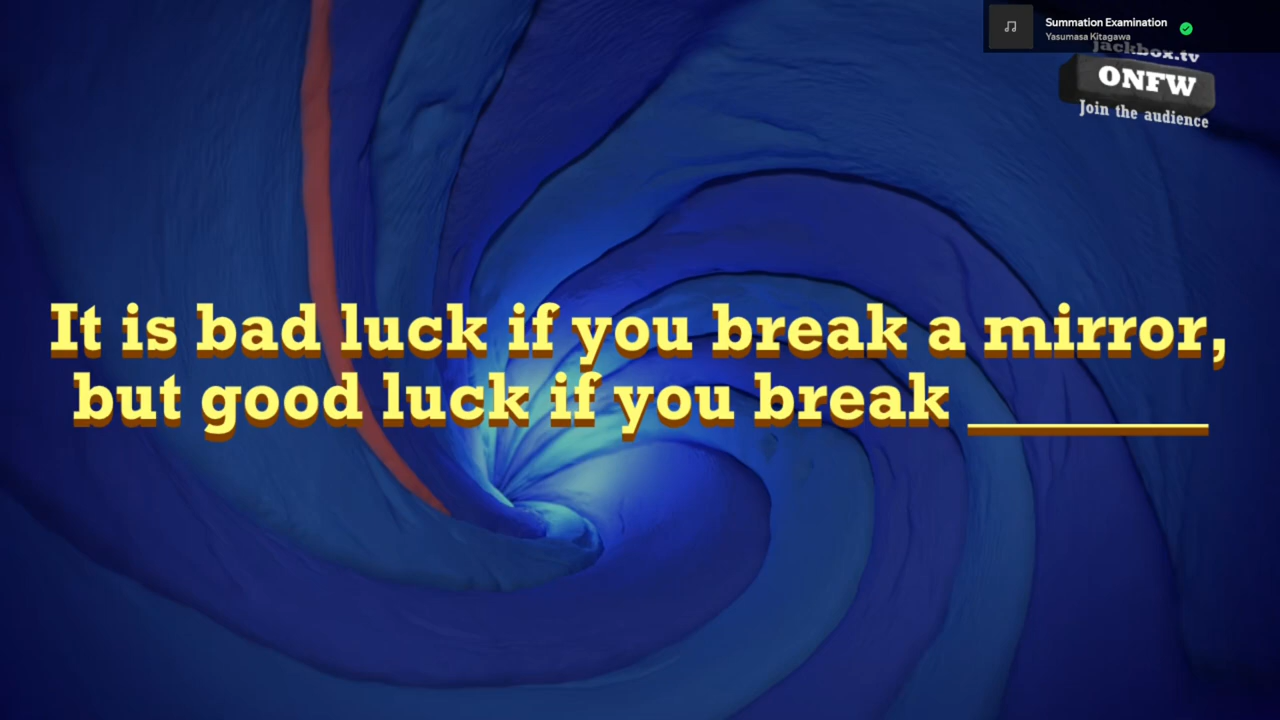 Summation Examination
Yasumasa Kitagawa
jackbox.tv
ONFW
Join the audience
It is bad luck if you break a mirror,
but good luck if you break ________